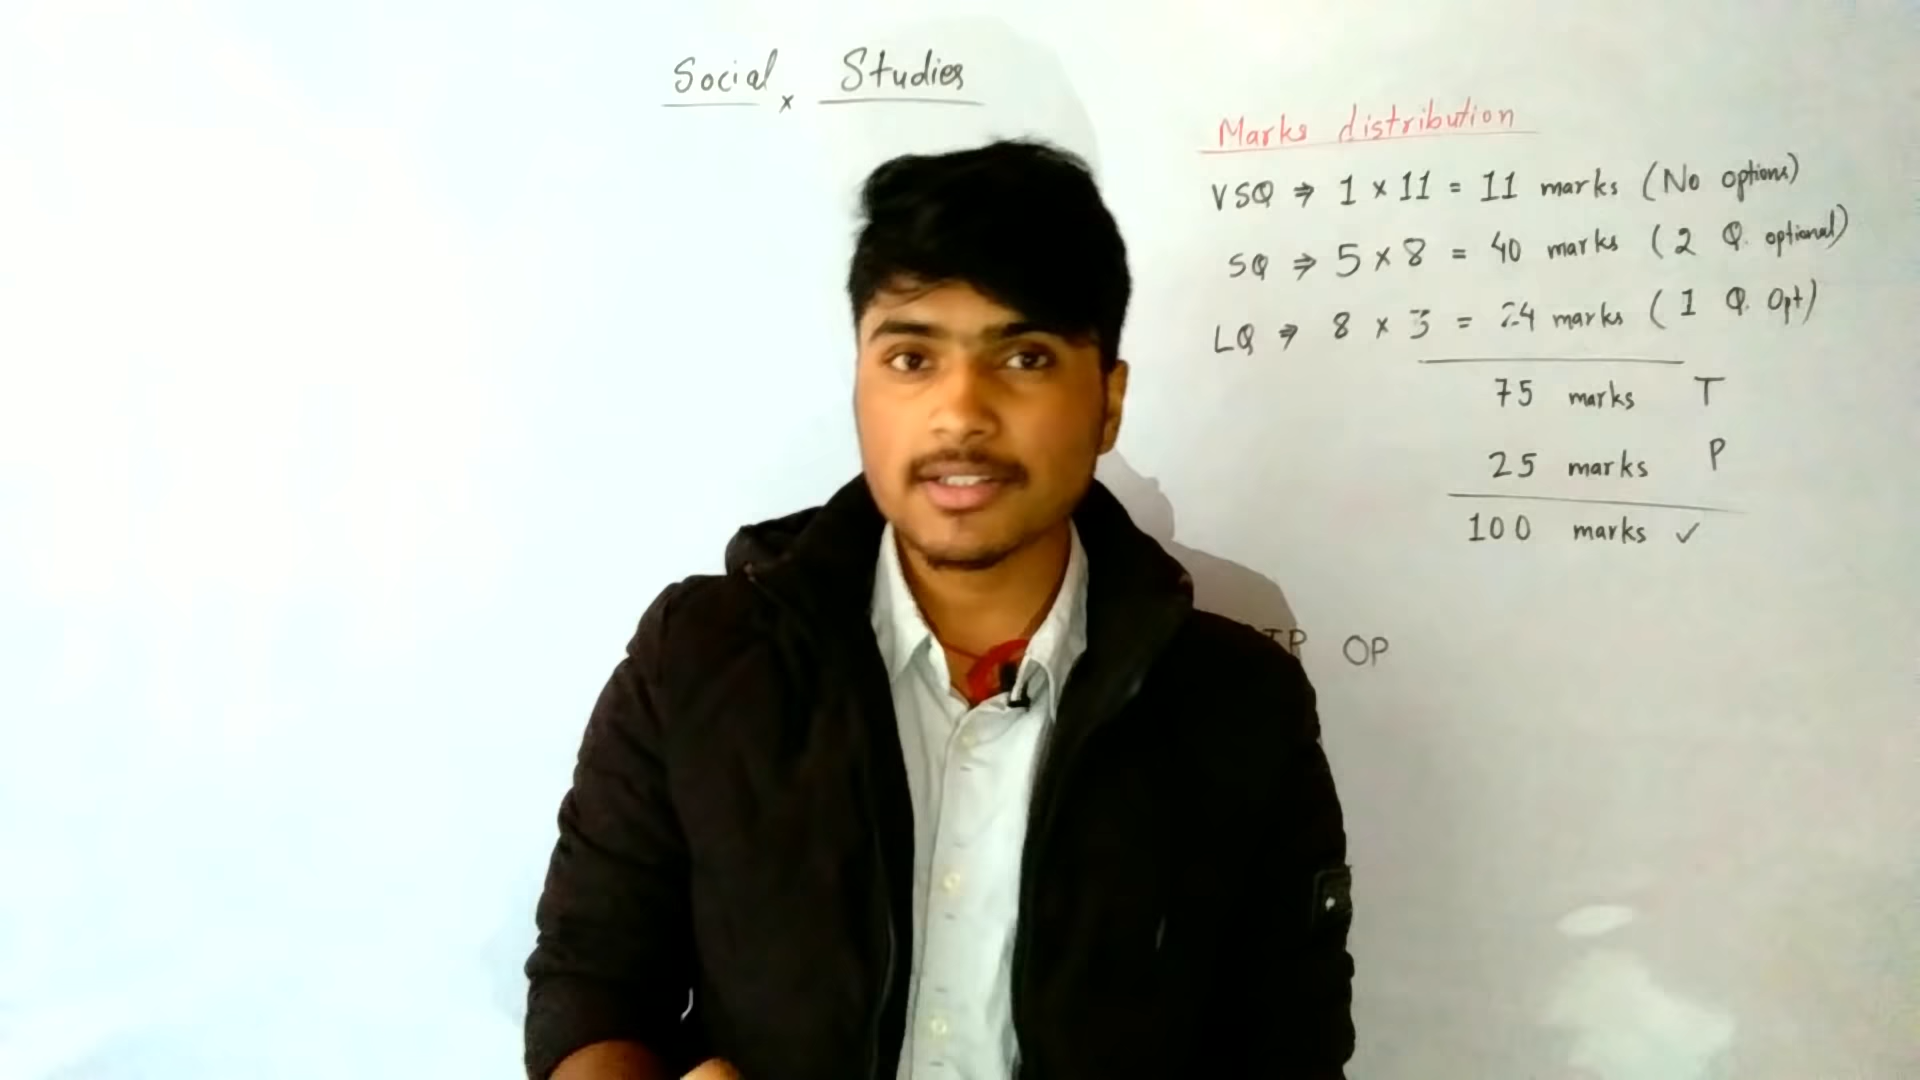 Social x Studies
Marks distribution
VSQ ⇒ 1 × 11 = 11 marks (No options)
SQ ⇒ 5 × 8 = 40 marks (2 Q. optional)
LQ ⇒ 8 × 3 = 24 marks (1 Q. Opt)
75 marks T
25 marks P
100 marks ✓
OP